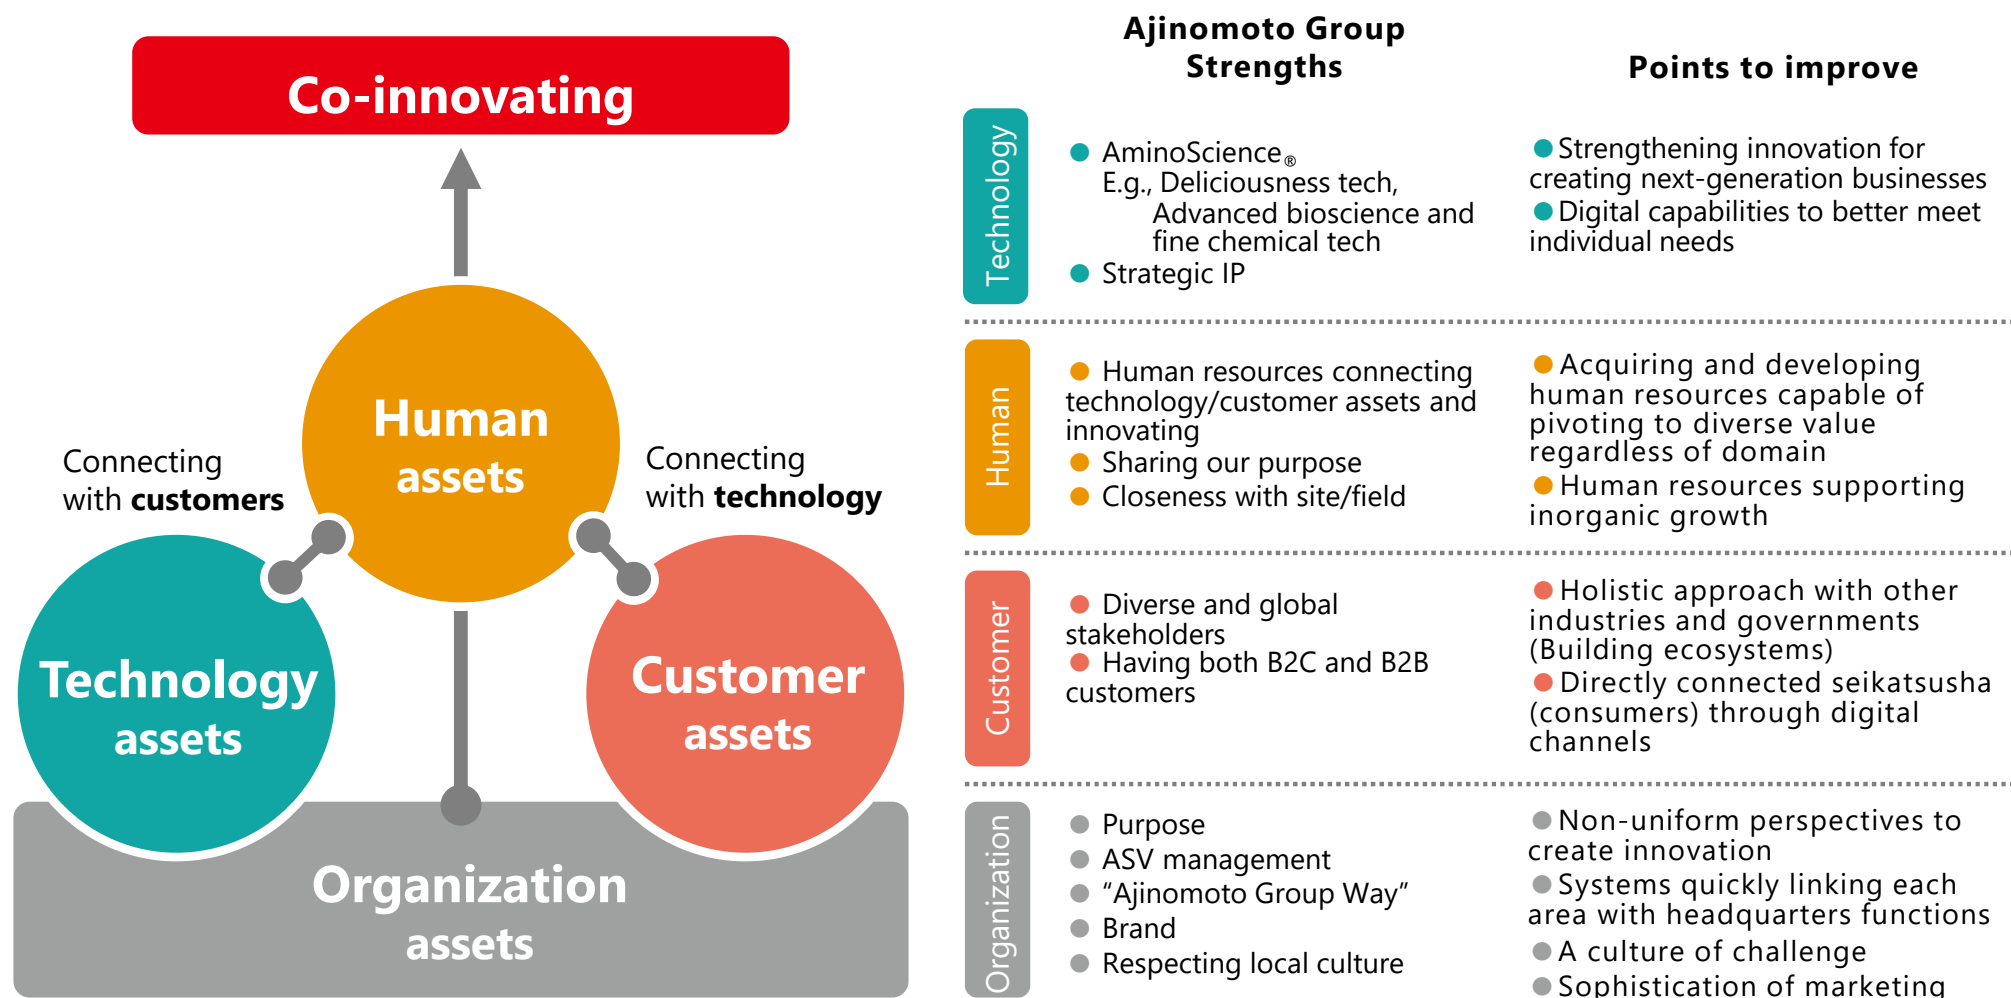 Co-innovating
Human
assets
Connecting
with customers
Connecting
with technology
Technology
assets
Customer
assets
Organization
assets
Ajinomoto Group
Strengths
Points to improve
Technology
● AminoScience®
E.g., Deliciousness tech,
Advanced bioscience and
fine chemical tech
● Strategic IP
● Strengthening innovation for
creating next-generation businesses
● Digital capabilities to better meet
individual needs
Human
● Human resources connecting
technology/customer assets and
innovating
● Sharing our purpose
● Closeness with site/field
● Acquiring and developing
human resources capable of
pivoting to diverse value
regardless of domain
● Human resources supporting
inorganic growth
Customer
● Diverse and global
stakeholders
● Having both B2C and B2B
customers
● Holistic approach with other
industries and governments
(Building ecosystems)
● Directly connected seikatsusha
(consumers) through digital
channels
Organization
● Purpose
● ASV management
● “Ajinomoto Group Way”
● Brand
● Respecting local culture
● Non-uniform perspectives to
create innovation
● Systems quickly linking each
area with headquarters functions
● A culture of challenge
● Sophistication of marketing